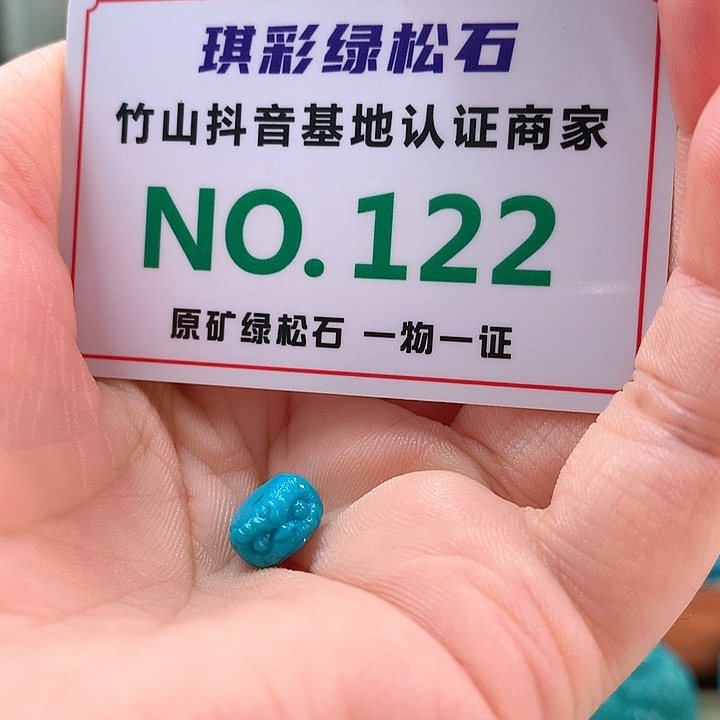 琪彩绿松石
竹山抖音基地认证商家
NO.122
原矿绿松石 一物一证